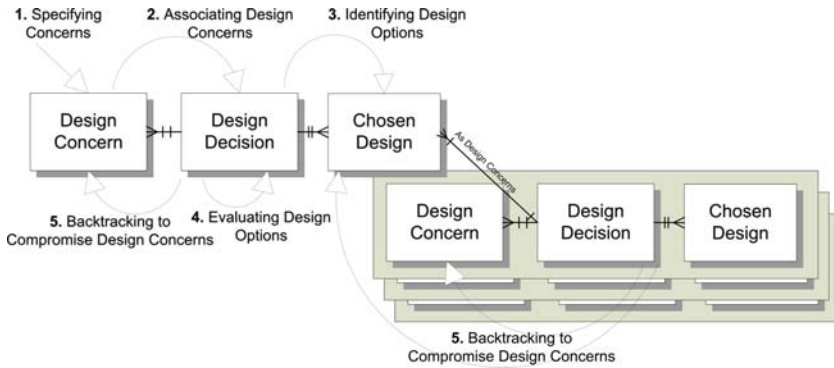 1. Specifying
Concerns
2. Associating Design
Concerns
3. Identifying Design
Options
Design
Concern
Design
Decision
Chosen
Design
As Design Concerns
5. Backtracking to
Compromise Design Concerns
4. Evaluating Design
Options
Design
Concern
Design
Decision
Chosen
Design
5. Backtracking to
Compromise Design Concerns